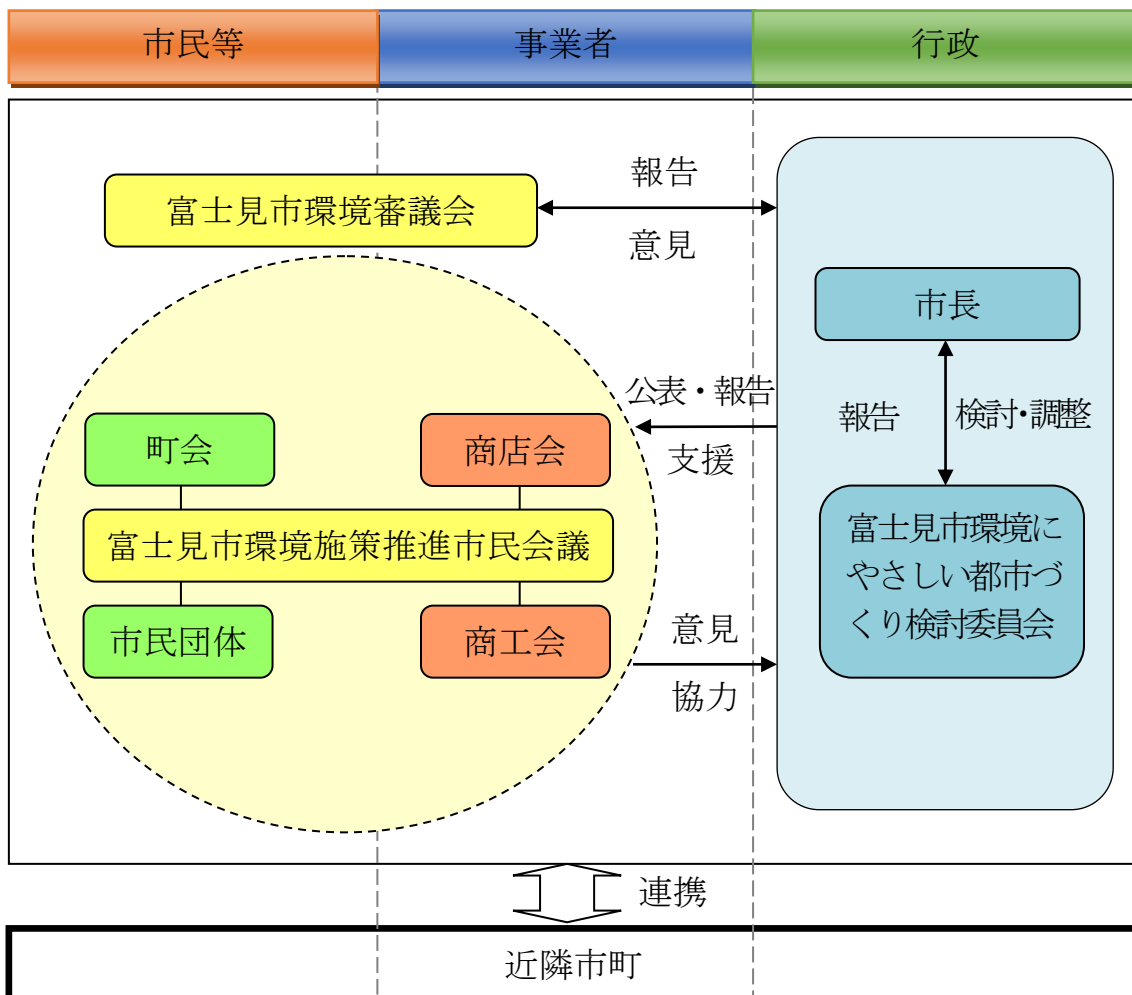 市民等
事業者
行政
富士見市環境審議会
報告
意見
市長
公表・報告
支援
報告
検討・調整
町会
商店会
富士見市環境施策推進市民会議
市民団体
商工会
富士見市環境に
やさしい都市づ
くり検討委員会
意見
協力
連携
近隣市町